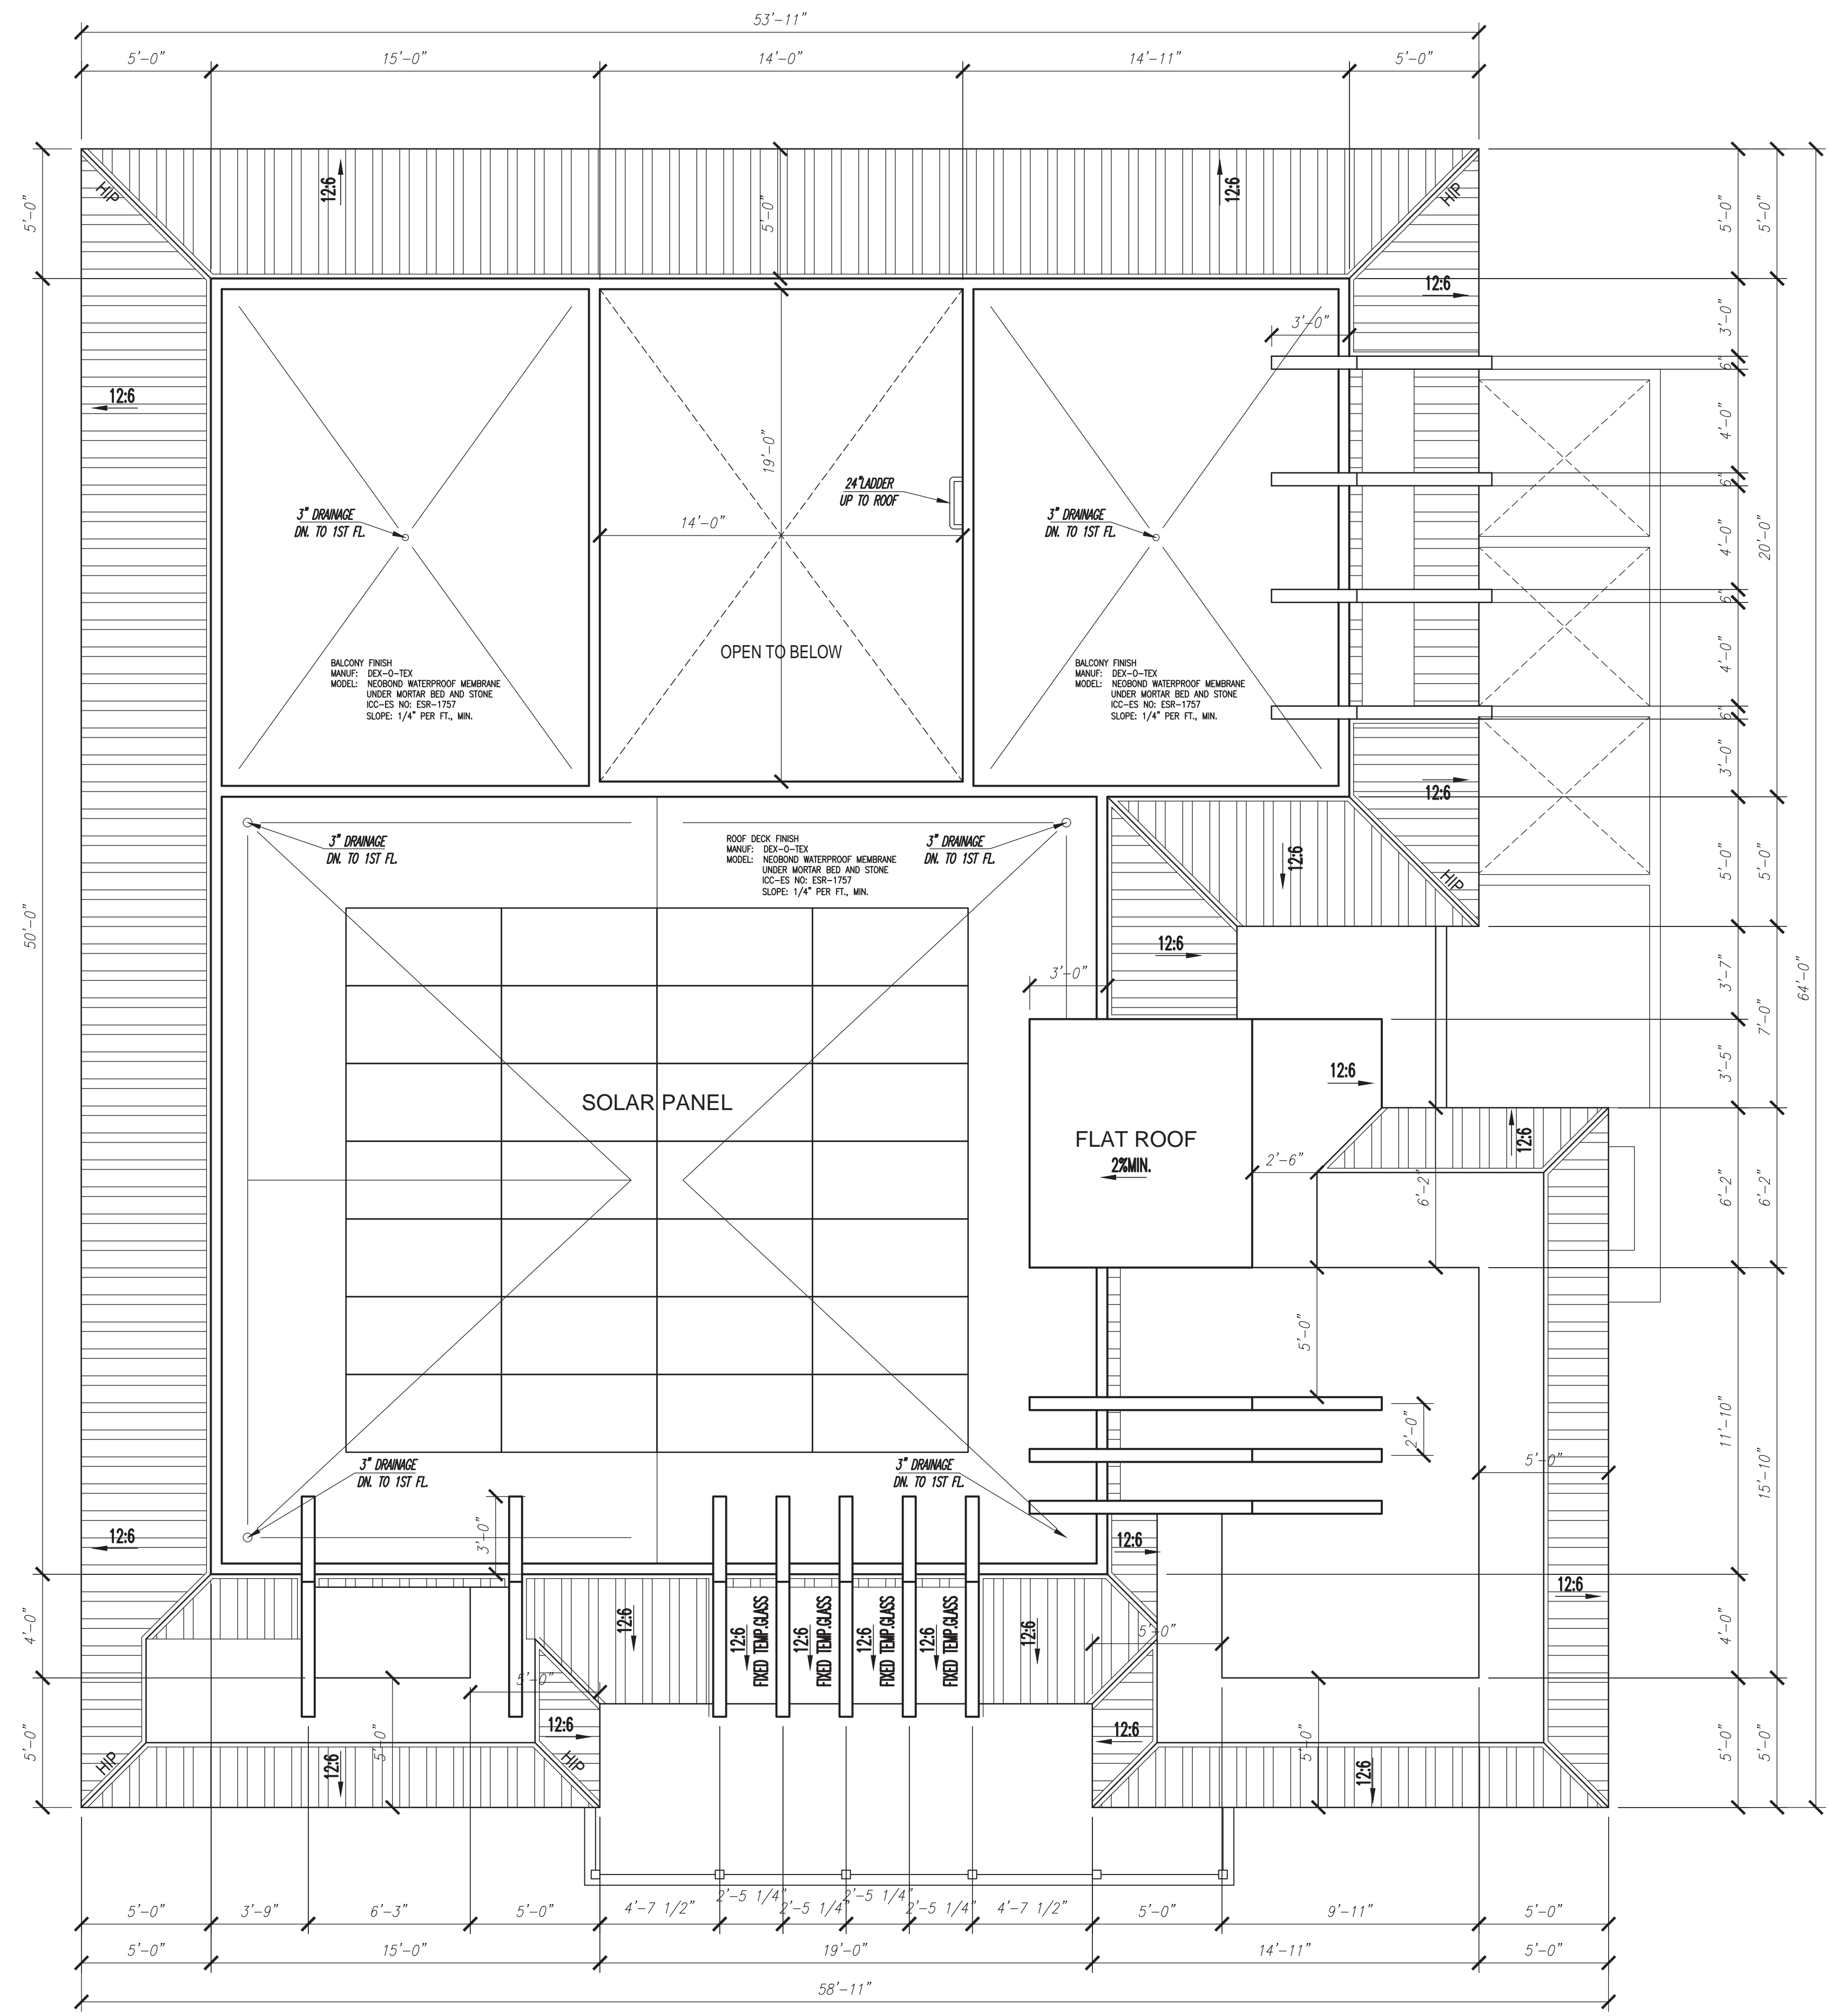 53'-11"
5'-0" 15'-0" 14'-0" 14'-11" 5'-0"
HIP
12:6
5'-0"
12:6
HIP
5'-0"
5'-0"
5'-0"
12:6
3'-0"
3'-0"
6"
12:6
4'-0"
19'-0"
24"LADDER
UP TO ROOF
6"
3" DRAINAGE
DN. TO 1ST FL.
14'-0"
3" DRAINAGE
DN. TO 1ST FL.
4'-0"
20'-0"
6"
OPEN TO BELOW
4'-0"
BALCONY FINISH
MANUF: DEX-O-TEX
MODEL: NEOBOND WATERPROOF MEMBRANE
UNDER MORTAR BED AND STONE
ICC-ES NO: ESR-1757
SLOPE: 1/4" PER FT., MIN.
BALCONY FINISH
MANUF: DEX-O-TEX
MODEL: NEOBOND WATERPROOF MEMBRANE
UNDER MORTAR BED AND STONE
ICC-ES NO: ESR-1757
SLOPE: 1/4" PER FT., MIN.
6"
3'-0"
12:6
3" DRAINAGE
DN. TO 1ST FL.
ROOF DECK FINISH
MANUF: DEX-O-TEX
MODEL: NEOBOND WATERPROOF MEMBRANE
UNDER MORTAR BED AND STONE
ICC-ES NO: ESR-1757
SLOPE: 1/4" PER FT., MIN.
3" DRAINAGE
DN. TO 1ST FL.
12:6
HIP
5'-0"
5'-0"
50'-0"
12:6
3'-0"
3'-7"
64'-0"
7'-0"
3'-5"
SOLAR PANEL
12:6
FLAT ROOF
2%MIN.
2'-6"
12:6
6'-2"
6'-2"
6'-2"
5'-0"
2'-0"
11'-10"
15'-10"
5'-0"
3" DRAINAGE
DN. TO 1ST FL.
3" DRAINAGE
DN. TO 1ST FL.
12:6
3'-0"
12:6
12:6
4'-0"
12:6
12:6
FIXED TEMP.GLASS
12:6
FIXED TEMP.GLASS
12:6
FIXED TEMP.GLASS
12:6
FIXED TEMP.GLASS
12:6
5'-0"
4'-0"
5'-0"
12:6
12:6
5'-0"
HIP
12:6
5'-0"
HIP
5'-0"
12:6
5'-0"
5'-0"
2'-5 1/4" 2'-5 1/4"
2'-5 1/4" 2'-5 1/4"
5'-0" 3'-9" 6'-3" 5'-0" 4'-7 1/2" 4'-7 1/2" 5'-0" 9'-11" 5'-0"
5'-0" 15'-0" 19'-0" 14'-11" 5'-0"
58'-11"